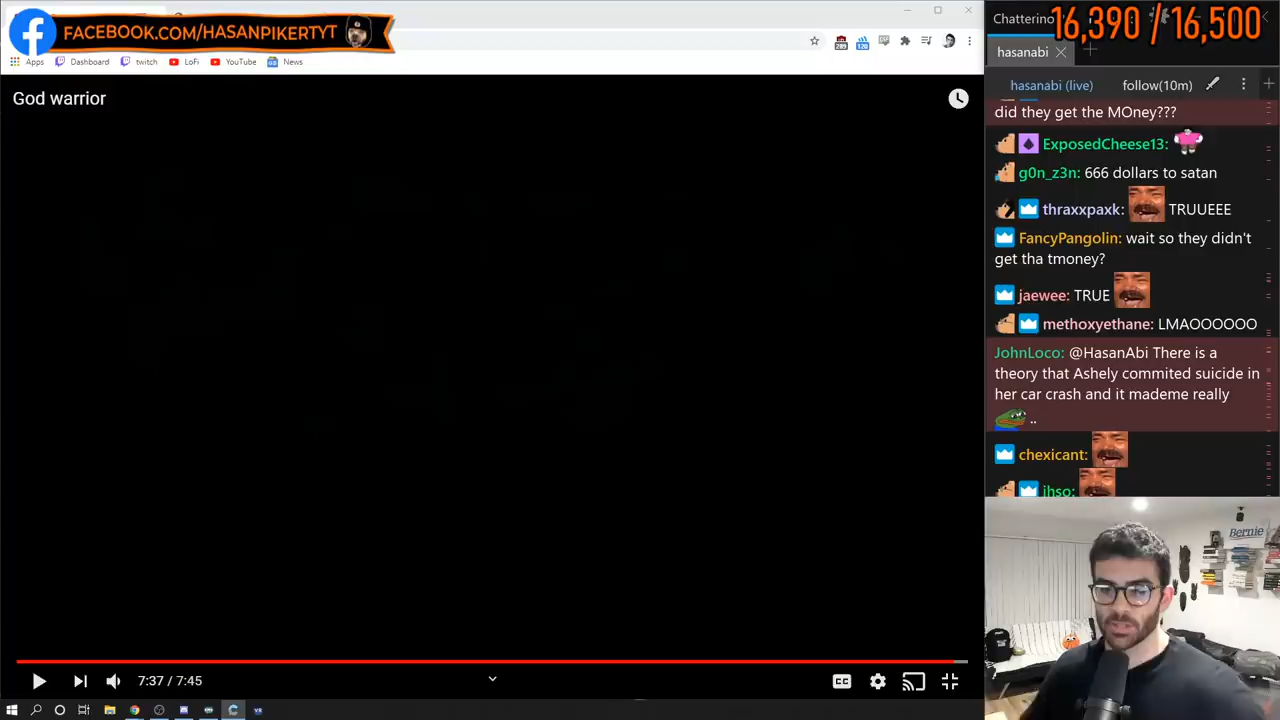 FACEBOOK.COM/HASANPIKERTYT
Apps Dashboard twitch LoFi YouTube News
289 120
God warrior
7:37 / 7:45
CC
Chatterino
16,390 / 16,500
hasanabi
hasanabi (live) follow(10m)
did they get the MOney???
ExposedCheese13:
g0n_z3n: 666 dollars to satan
thraxxpaxk: TRUUEEE
FancyPangolin: wait so they didn't
get tha tmoney?
jaewee: TRUE
methoxyethane: LMAOOOOOO
JohnLoco: @HasanAbi There is a
theory that Ashely commited suicide in
her car crash and it mademe really
..
chexicant:
ihso:
Bernie